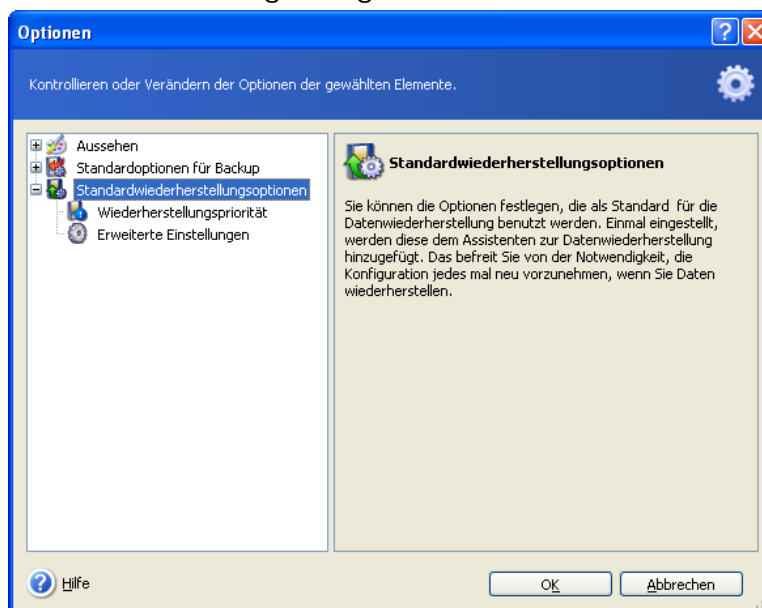 Optionen
Kontrollieren oder Verändern der Optionen der gewählten Elemente.
Aussehen
Standardoptionen für Backup
Standardwiederherstellungsoptionen
Wiederherstellungspriorität
Erweiterte Einstellungen
Standardwiederherstellungsoptionen
Sie können die Optionen festlegen, die als Standard für die
Datenwiederherstellung benutzt werden. Einmal eingestellt,
werden diese dem Assistenten zur Datenwiederherstellung
hinzugefügt. Das befreit Sie von der Notwendigkeit, die
Konfiguration jedes mal neu vorzunehmen, wenn Sie Daten
wiederherstellen.
Hilfe
OK
Abbrechen